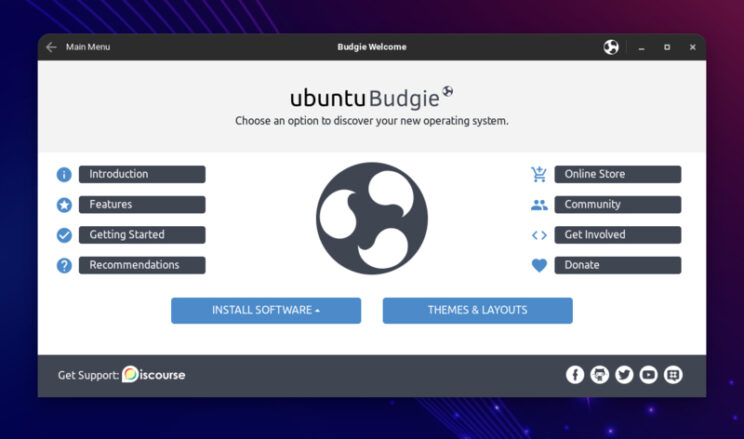 Main Menu
Budgie Welcome
ubuntu Budgie
Choose an option to discover your new operating system.
Introduction
Features
Getting Started
Recommendations
Online Store
Community
Get Involved
Donate
INSTALL SOFTWARE
THEMES & LAYOUTS
Get Support: Discourse